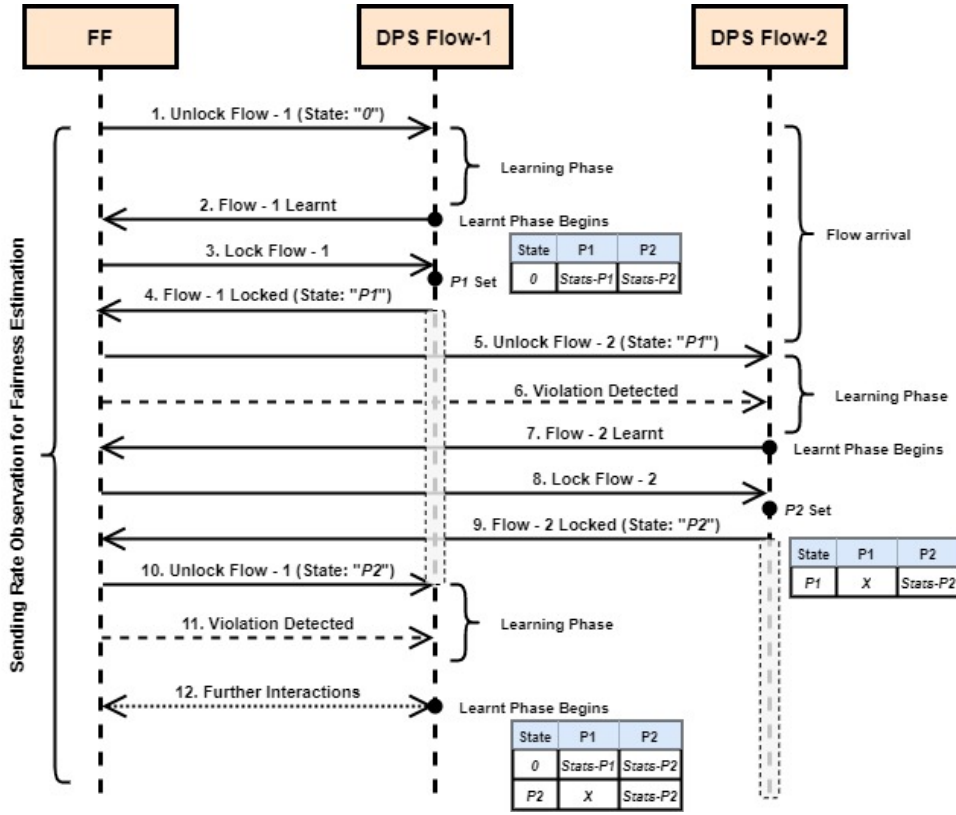 FF
DPS Flow-1
DPS Flow-2
1. Unlock Flow - 1 (State: "0")
Learning Phase
2. Flow - 1 Learnt
Learnt Phase Begins
Flow arrival
3. Lock Flow - 1
State P1 P2
0 Stats-P1 Stats-P2
P1 Set
4. Flow - 1 Locked (State: "P1")
5. Unlock Flow - 2 (State: "P1")
6. Violation Detected
Learning Phase
7. Flow - 2 Learnt
Learnt Phase Begins
8. Lock Flow - 2
P2 Set
9. Flow - 2 Locked (State: "P2")
State P1 P2
P1 X Stats-P2
10. Unlock Flow - 1 (State: "P2")
11. Violation Detected
Learning Phase
12. Further Interactions
Learnt Phase Begins
State P1 P2
0 Stats-P1 Stats-P2
P2 X Stats-P2
Sending Rate Observation for Fairness Estimation